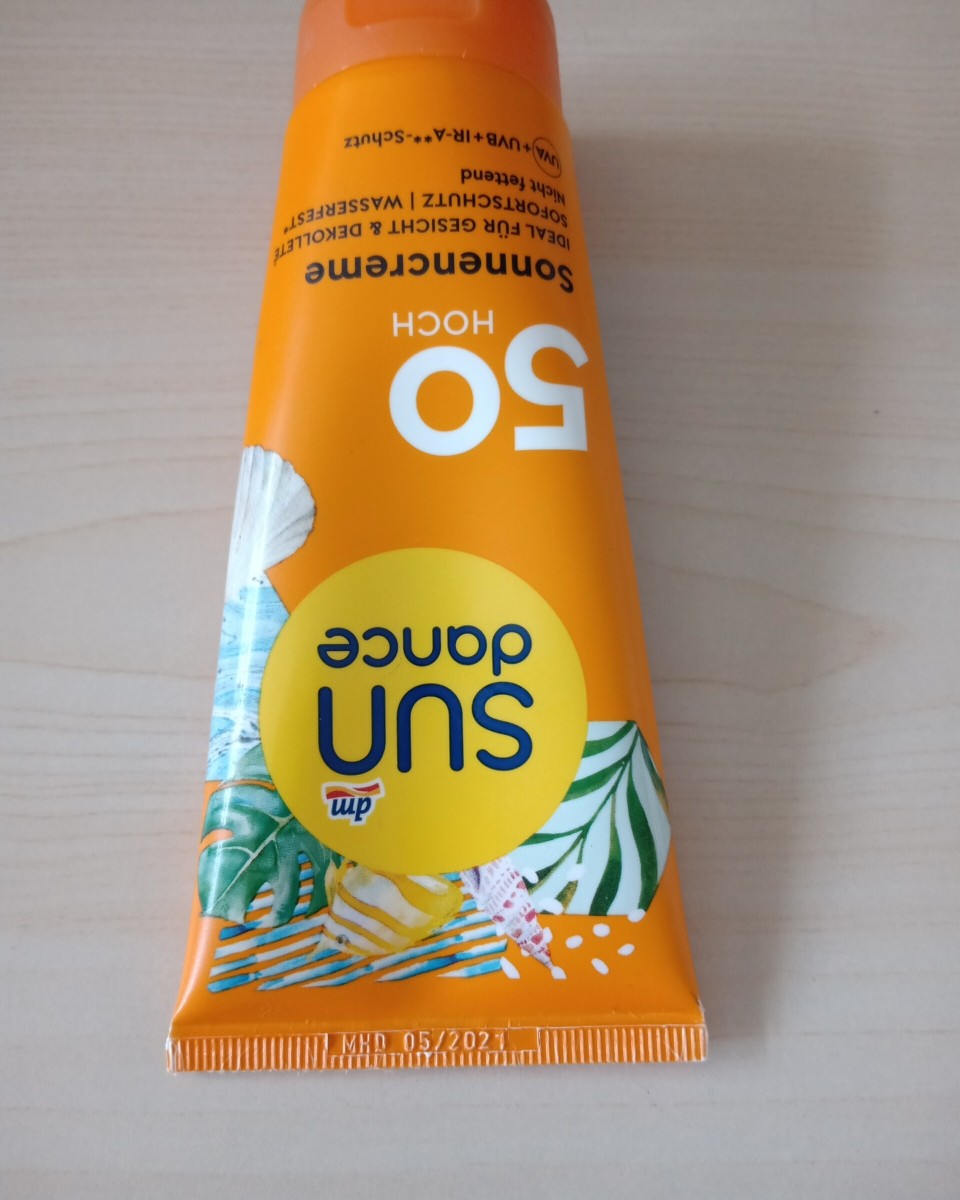 dm
SUN
dance
50
HOCH
Sonnencreme
IDEAL FÜR GESICHT & DEKOLLETÉ
SOFORTSCHUTZ | WASSERFEST*
Nicht fettend
UVA+UVB+IR-A**-Schutz
MHD 05/2021